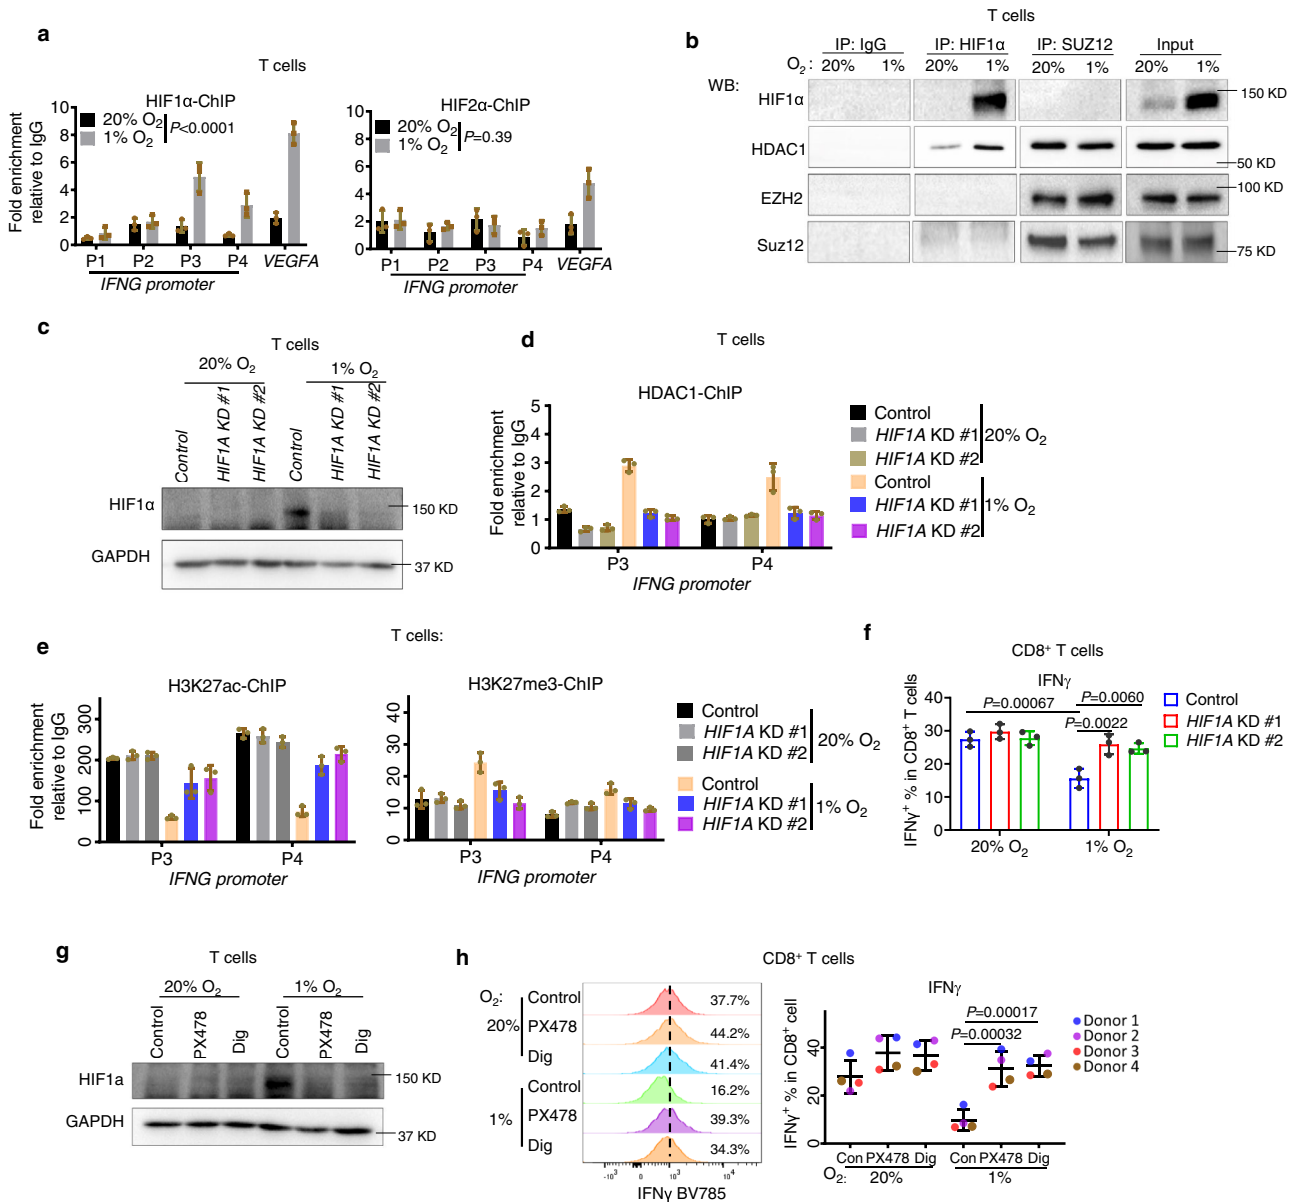 a
T cells
HIF1α-ChIP
20% O2
1% O2
P<0.0001
Fold enrichment
relative to IgG
10
8
6
4
2
0
P1 P2 P3 P4 VEGFA
IFNG promoter
HIF2α-ChIP
20% O2
1% O2
P=0.39
10
8
6
4
2
0
P1 P2 P3 P4 VEGFA
IFNG promoter
b
T cells
IP: IgG IP: HIF1α IP: SUZ12 Input
O2: 20% 1% 20% 1% 20% 1% 20% 1%
WB:
HIF1α 150 KD
HDAC1 50 KD
EZH2 100 KD
Suz12 75 KD
c
T cells
20% O2 1% O2
Control HIF1A KD #1 HIF1A KD #2 Control HIF1A KD #1 HIF1A KD #2
HIF1α 150 KD
GAPDH 37 KD
d
T cells
HDAC1-ChIP
Fold enrichment
relative to IgG
5
4
3
2
1
0
P3 P4
IFNG promoter
Control
HIF1A KD #1
HIF1A KD #2
20% O2
Control
HIF1A KD #1
HIF1A KD #2
1% O2
e
T cells:
H3K27ac-ChIP
Fold enrichment
relative to IgG
300
200
100
0
P3 P4
IFNG promoter
H3K27me3-ChIP
40
30
20
10
0
P3 P4
IFNG promoter
Control
HIF1A KD #1
HIF1A KD #2
20% O2
Control
HIF1A KD #1
HIF1A KD #2
1% O2
f
CD8+ T cells
IFNγ
P=0.00067
P=0.0060
P=0.0022
IFNγ+ % in CD8+ T cells
40
30
20
10
0
20% O2 1% O2
Control
HIF1A KD #1
HIF1A KD #2
g
T cells
20% O2 1% O2
Control PX478 Dig Control PX478 Dig
HIF1a 150 KD
GAPDH 37 KD
h
CD8+ T cells
O2:
20%
Control 37.7%
PX478 44.2%
Dig 41.4%
1%
Control 16.2%
PX478 39.3%
Dig 34.3%
-103 0 103 104
IFNγ BV785
IFNγ
P=0.00017
P=0.00032
IFNγ+ % in CD8+ cell
40
20
0
Con PX478 Dig Con PX478 Dig
O2: 20% 1%
Donor 1
Donor 2
Donor 3
Donor 4